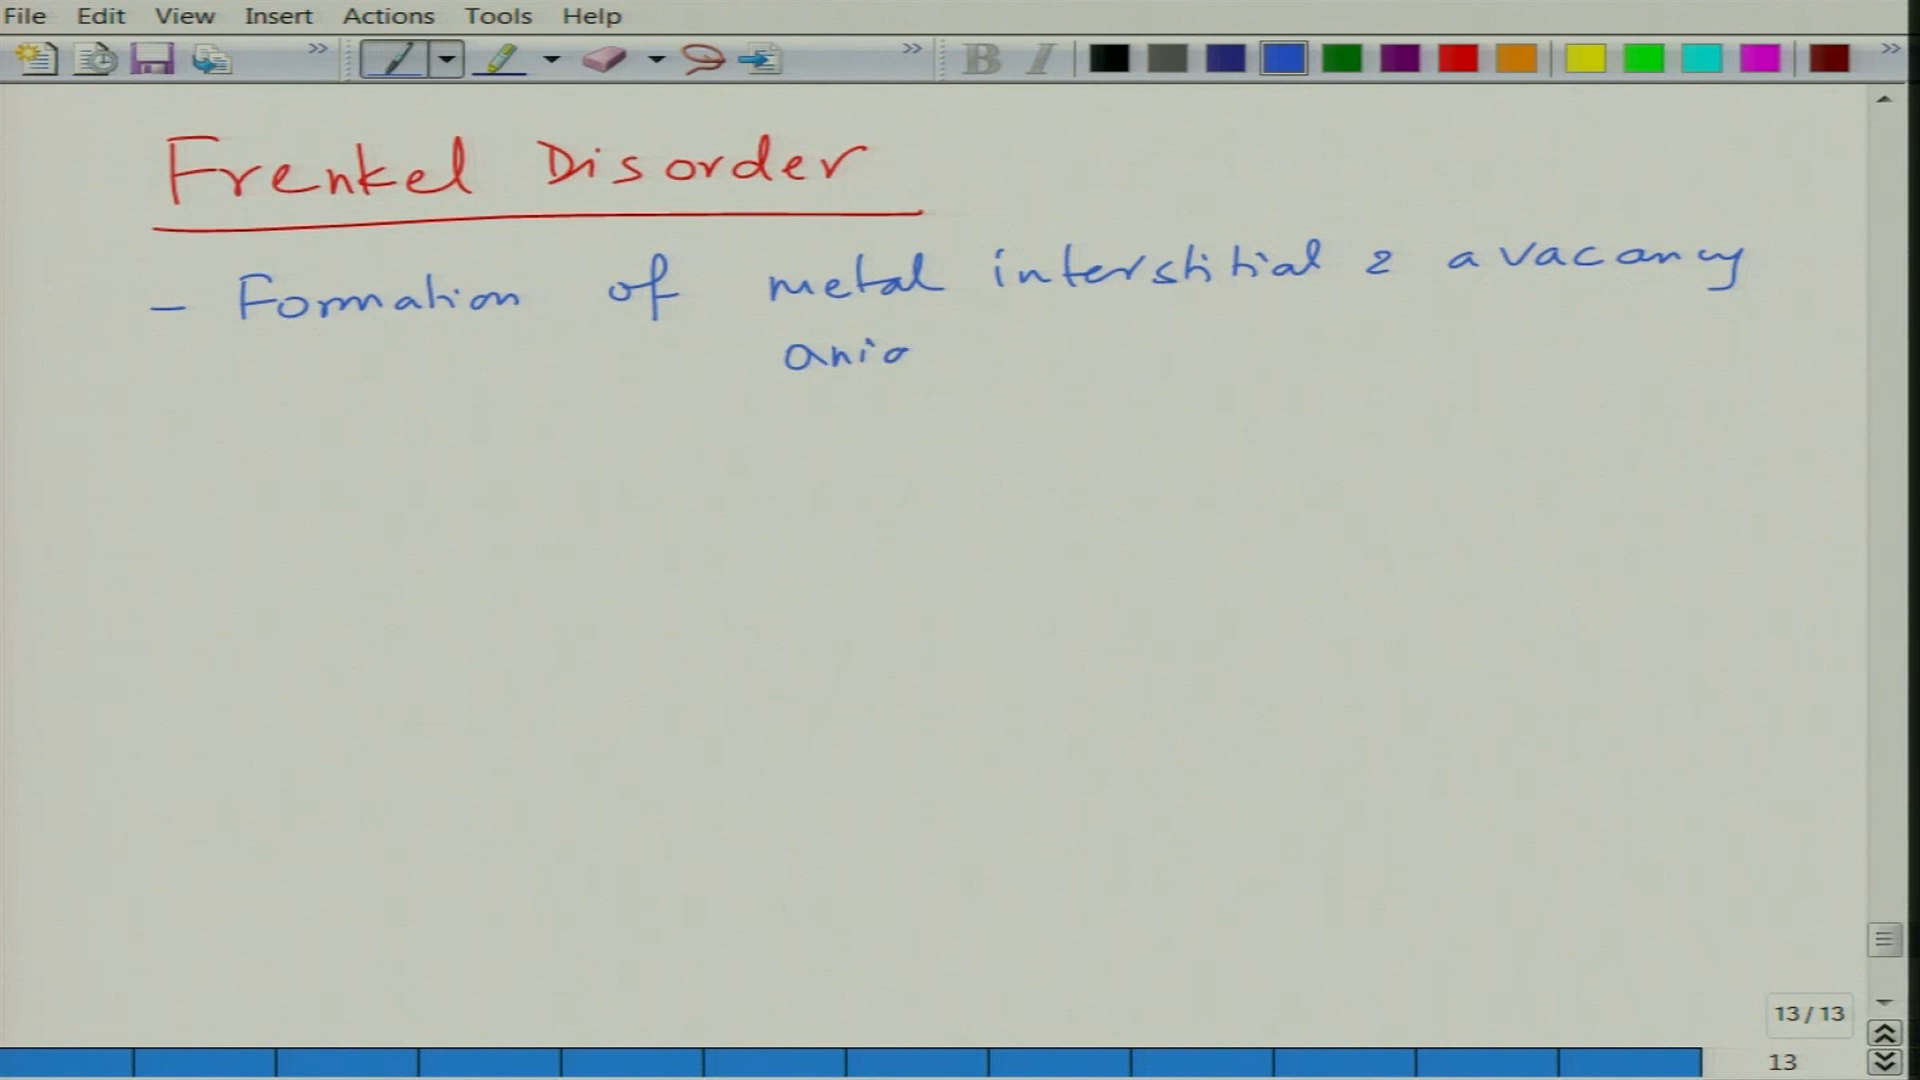 File Edit View Insert Actions Tools Help
B I
Frenkel Disorder
- Formation of metal interstitial & a vacancy
anio
13 / 13
13